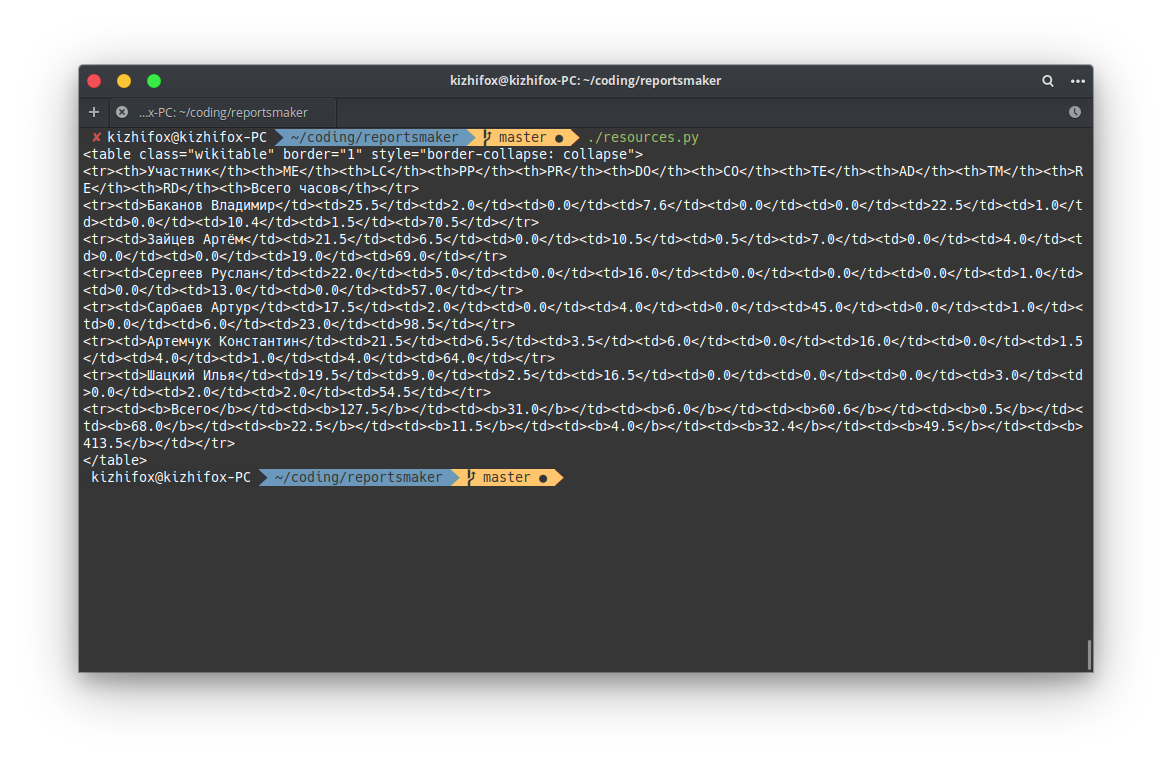 kizhifox@kizhifox-PC: ~/coding/reportsmaker
...x-PC: ~/coding/reportsmaker
✘ kizhifox@kizhifox-PC ~/coding/reportsmaker master ● ./resources.py
<table class="wikitable" border="1" style="border-collapse: collapse">
<tr><th>Участник</th><th>ME</th><th>LC</th><th>PP</th><th>PR</th><th>DO</th><th>CO</th><th>TE</th><th>AD</th><th>TM</th><th>R
E</th><th>RD</th><th>Всего часов</th></tr>
<tr><td>Баканов Владимир</td><td>25.5</td><td>2.0</td><td>0.0</td><td>7.6</td><td>0.0</td><td>0.0</td><td>22.5</td><td>1.0</t
d><td>0.0</td><td>10.4</td><td>1.5</td><td>70.5</td></tr>
<tr><td>Зайцев Артём</td><td>21.5</td><td>6.5</td><td>0.0</td><td>10.5</td><td>0.5</td><td>7.0</td><td>0.0</td><td>4.0</td><t
d>0.0</td><td>0.0</td><td>19.0</td><td>69.0</td></tr>
<tr><td>Сергеев Руслан</td><td>22.0</td><td>5.0</td><td>0.0</td><td>16.0</td><td>0.0</td><td>0.0</td><td>0.0</td><td>1.0</td>
<td>0.0</td><td>13.0</td><td>0.0</td><td>57.0</td></tr>
<tr><td>Сарбаев Артур</td><td>17.5</td><td>2.0</td><td>0.0</td><td>4.0</td><td>0.0</td><td>45.0</td><td>0.0</td><td>1.0</td><
td>0.0</td><td>6.0</td><td>23.0</td><td>98.5</td></tr>
<tr><td>Артемчук Константин</td><td>21.5</td><td>6.5</td><td>3.5</td><td>6.0</td><td>0.0</td><td>16.0</td><td>0.0</td><td>1.5
</td><td>4.0</td><td>1.0</td><td>4.0</td><td>64.0</td></tr>
<tr><td>Шацкий Илья</td><td>19.5</td><td>9.0</td><td>2.5</td><td>16.5</td><td>0.0</td><td>0.0</td><td>0.0</td><td>3.0</td><td
>0.0</td><td>2.0</td><td>2.0</td><td>54.5</td></tr>
<tr><td><b>Всего</b></td><td><b>127.5</b></td><td><b>31.0</b></td><td><b>6.0</b></td><td><b>60.6</b></td><td><b>0.5</b></td><
td><b>68.0</b></td><td><b>22.5</b></td><td><b>11.5</b></td><td><b>4.0</b></td><td><b>32.4</b></td><td><b>49.5</b></td><td><b>
413.5</b></td></tr>
</table>
kizhifox@kizhifox-PC ~/coding/reportsmaker master ●